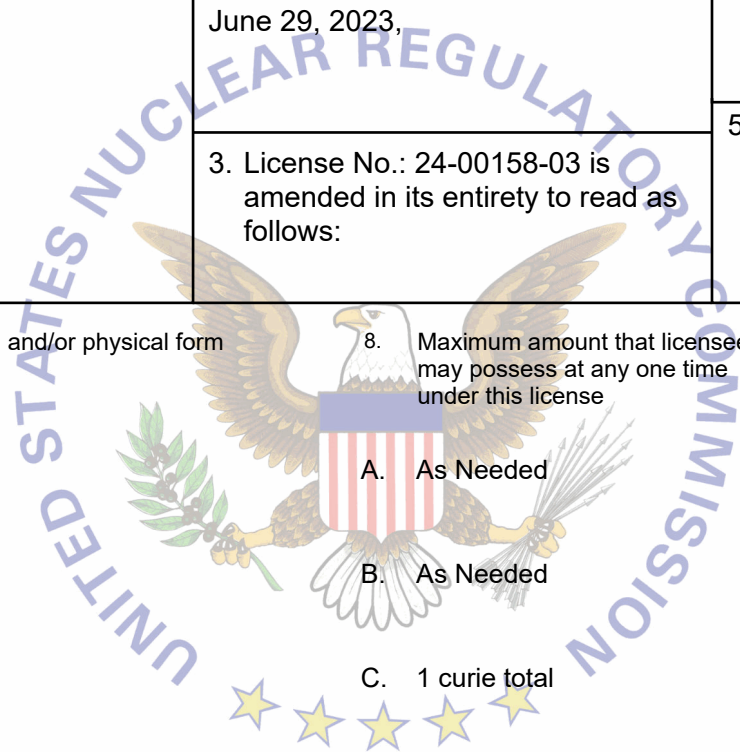 June 29, 2023,
5
3. License No.: 24-00158-03 is
amended in its entirety to read as
follows:
and/or physical form
8. Maximum amount that licensee
may possess at any one time
under this license
A. As Needed
B. As Needed
C. 1 curie total
UNITED STATES NUCLEAR REGULATORY COMMISSION